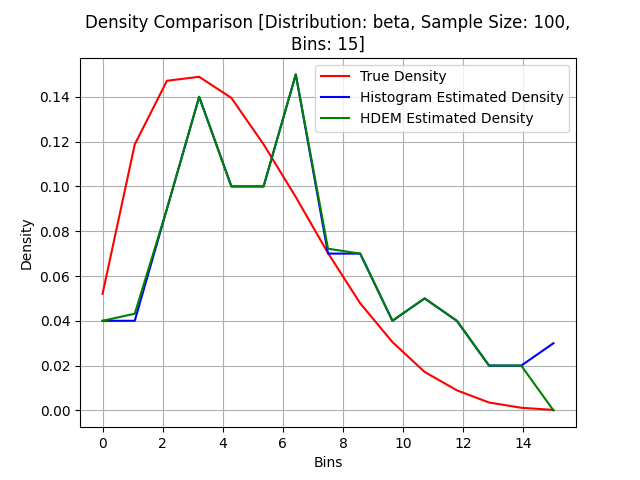 Density Comparison [Distribution: beta, Sample Size: 100,
Bins: 15]
True Density
Histogram Estimated Density
HDEM Estimated Density
Density
0.14
0.12
0.10
0.08
0.06
0.04
0.02
0.00
0 2 4 6 8 10 12 14
Bins